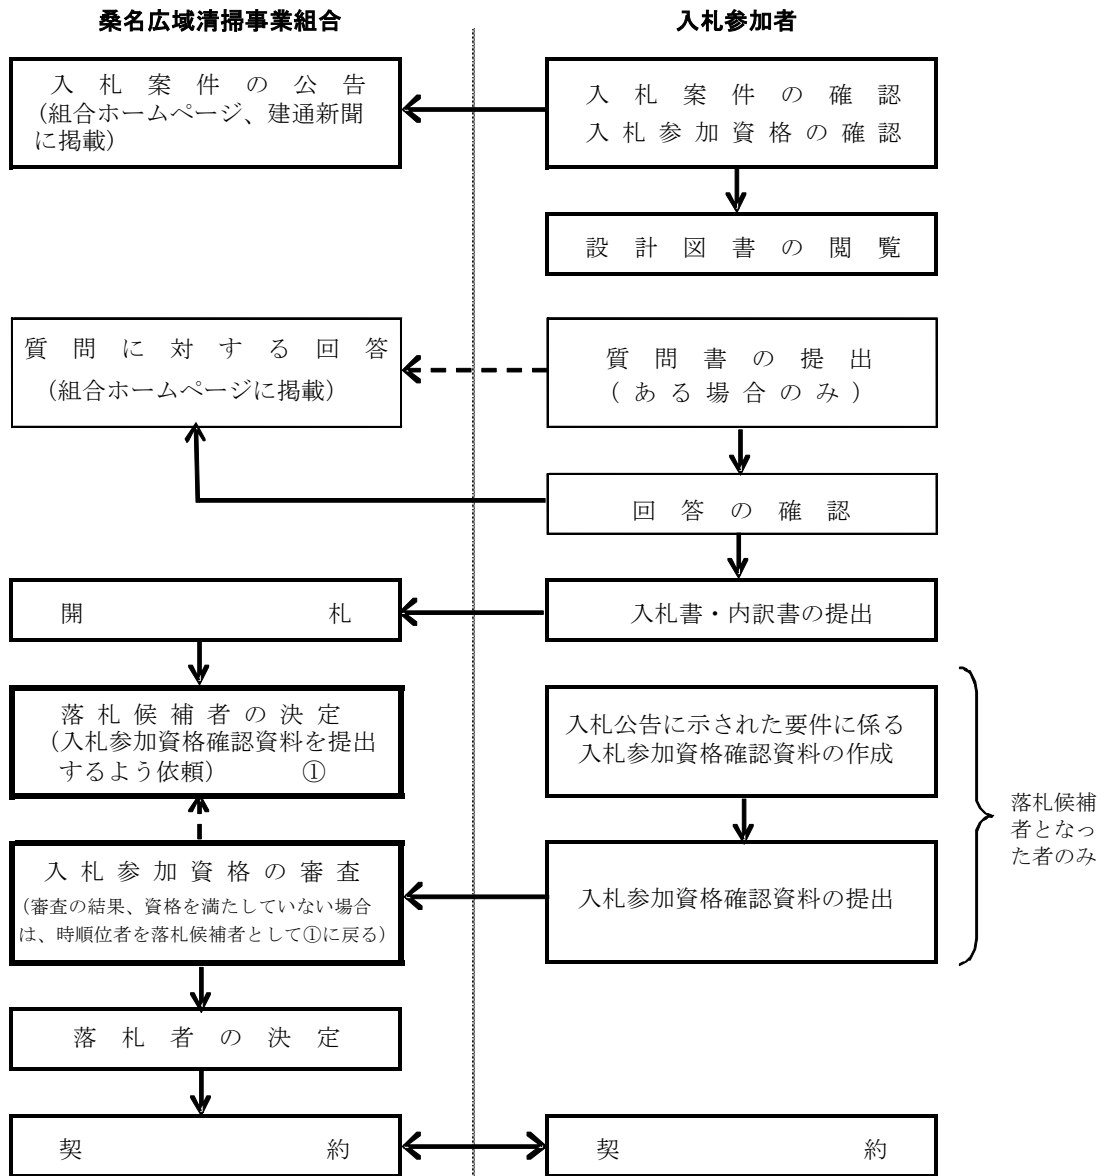 桑名広域清掃事業組合
入札参加者
入札案件の公告
(組合ホームページ、建通新聞
に掲載)
入札案件の確認
入札参加資格の確認
設計図書の閲覧
質問に対する回答
(組合ホームページに掲載)
質問書の提出
(ある場合のみ)
回答の確認
開札
入札書・内訳書の提出
落札候補者の決定
(入札参加資格確認資料を提出
するよう依頼) ①
入札公告に示された要件に係る
入札参加資格確認資料の作成
落札候補
者となっ
た者のみ
入札参加資格の審査
(審査の結果、資格を満たしていない場合
は、時順位者を落札候補者として①に戻る)
入札参加資格確認資料の提出
落札者の決定
契約
契約